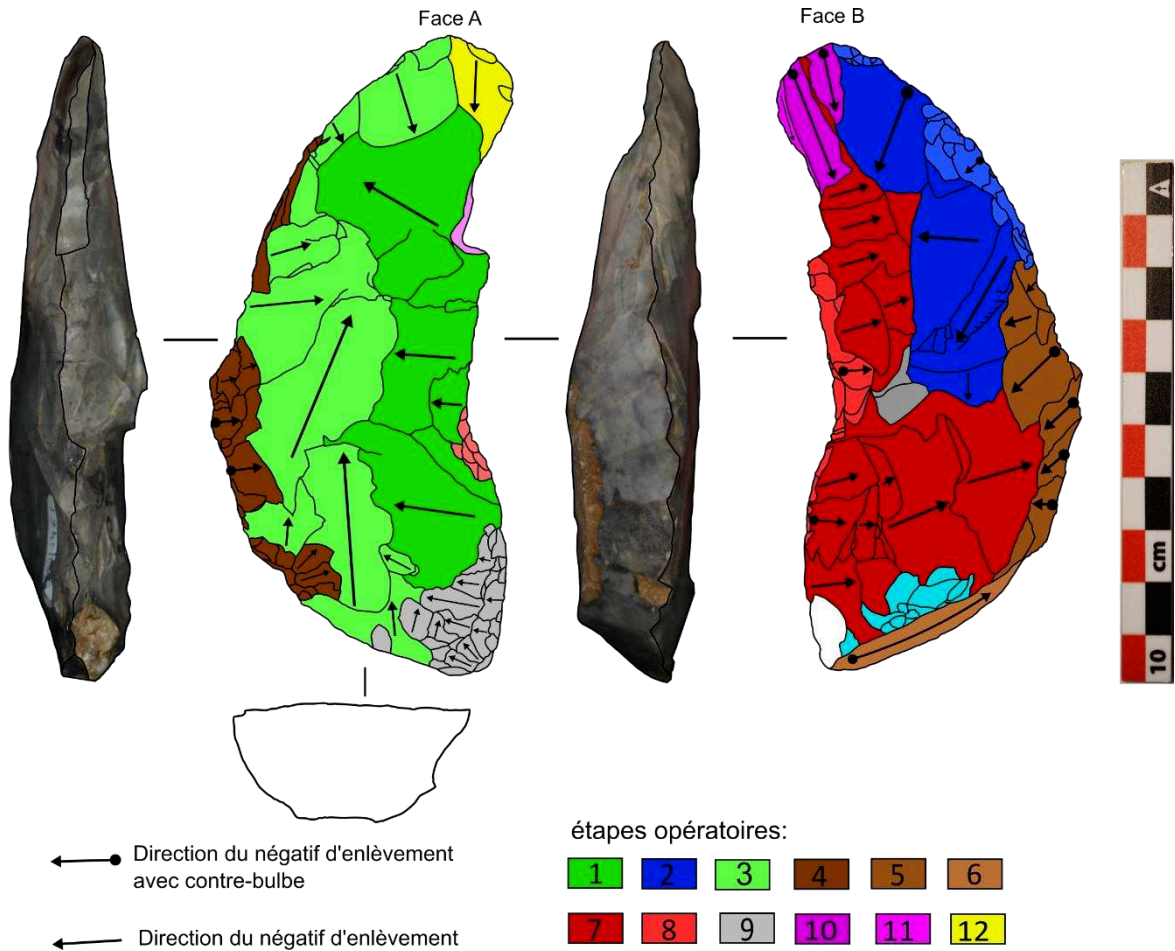 Face A
Face B
A
cm
10
Direction du négatif d'enlèvement
avec contre-bulbe
Direction du négatif d'enlèvement
étapes opératoires:
1 2 3 4 5 6
7 8 9 10 11 12